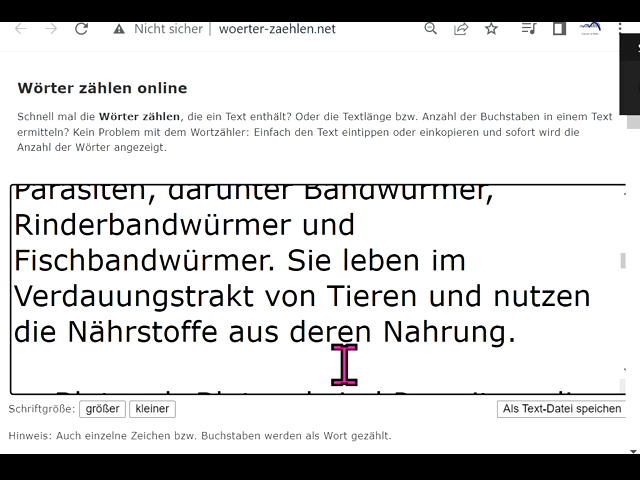 Nicht sicher | woerter-zaehlen.net
Wörter zählen online
Schnell mal die Wörter zählen, die ein Text enthält? Oder die Textlänge bzw. Anzahl der Buchstaben in einem Text
ermitteln? Kein Problem mit dem Wortzähler: Einfach den Text eintippen oder einkopieren und sofort wird die
Anzahl der Wörter angezeigt.
Parasiten, darunter Bandwürmer,
Rinderbandwürmer und
Fischbandwürmer. Sie leben im
Verdauungstrakt von Tieren und nutzen
die Nährstoffe aus deren Nahrung.
Schriftgröße: größer kleiner Als Text-Datei speichen
Hinweis: Auch einzelne Zeichen bzw. Buchstaben werden als Wort gezählt.